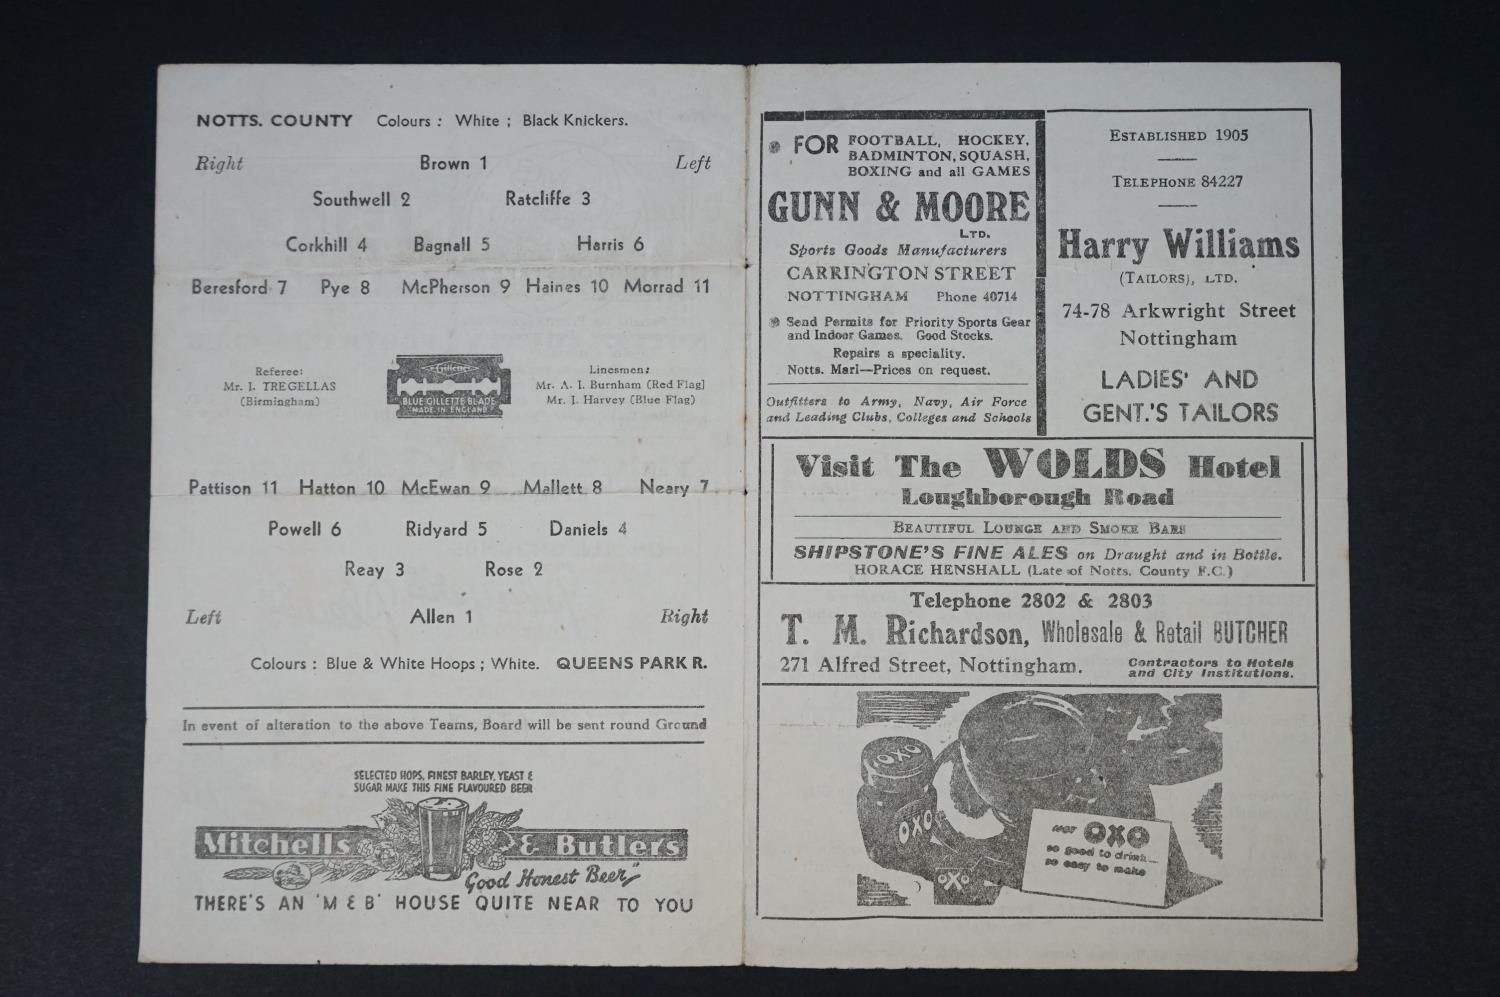 NOTTS. COUNTY Colours : White ; Black Knickers.
Right Brown 1 Left
Southwell 2 Ratcliffe 3
Corkhill 4 Bagnall 5 Harris 6
Beresford 7 Pye 8 McPherson 9 Haines 10 Morrad 11
Referee:
Mr. J. TREGELLAS
(Birmingham)
Gillette
BLUE GILLETTE BLADE
MADE IN ENGLAND
Linesmen:
Mr. A. J. Burnham (Red Flag]
Mr. J. Harvey (Blue Flag)
Pattison 11 Hatton 10 McEwan 9 Mallett 8 Neary 7
Powell 6 Ridyard 5 Daniels 4
Reay 3 Rose 2
Left Allen 1 Right
Colours : Blue & White Hoops ; White. QUEENS PARK R.
In event of alteration to the above Teams, Board will be sent round Ground
SELECTED HOPS, FINEST BARLEY, YEAST &
SUGAR MAKE THIS FINE FLAVOURED BEER
Mitchells & Butlers
"Good Honest Beer"
THERE'S AN 'M & B' HOUSE QUITE NEAR TO YOU
FOR FOOTBALL, HOCKEY,
BADMINTON, SQUASH,
BOXING and all GAMES
GUNN & MOORE
LTD.
Sports Goods Manufacturers
CARRINGTON STREET
NOTTINGHAM Phone 40714
Send Permits for Priority Sports Gear
and Indoor Games. Good Stocks.
Repairs a speciality.
Notts. Marl—Prices on request.
Outfitters to Army, Navy, Air Force
and Leading Clubs, Colleges and Schools
ESTABLISHED 1905
TELEPHONE 84227
Harry Williams
(TAILORS), LTD.
74-78 Arkwright Street
Nottingham
LADIES' AND
GENT.'S TAILORS
Visit The WOLDS Hotel
Loughborough Road
BEAUTIFUL LOUNGE AND SMOKE BARS
SHIPSTONE'S FINE ALES on Draught and in Bottle.
HORACE HENSHALL (Late of Notts. County F.C.)
Telephone 2802 & 2803
T. M. Richardson, Wholesale & Retail BUTCHER
271 Alfred Street, Nottingham. Contractors to Hotels
and City Institutions.
OXO
OXO
OXO
HOT OXO
so good to drink—
so easy to make